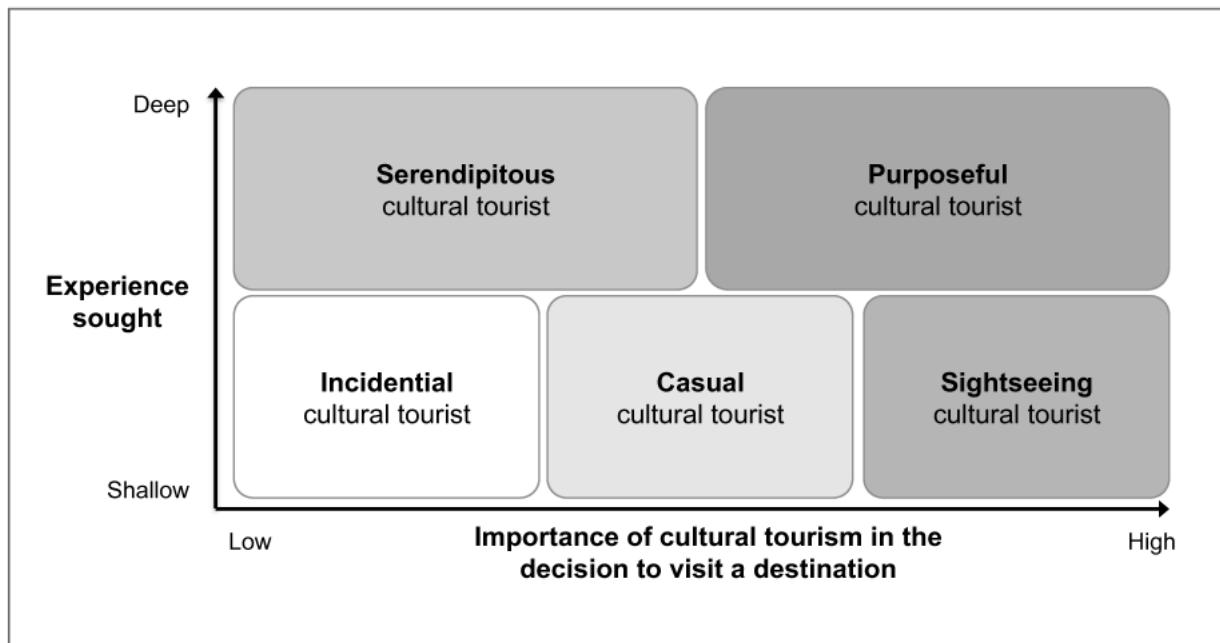 Deep
Serendipitous
cultural tourist
Purposeful
cultural tourist
Experience
sought
Incidential
cultural tourist
Casual
cultural tourist
Sightseeing
cultural tourist
Shallow
Low
Importance of cultural tourism in the
decision to visit a destination
High